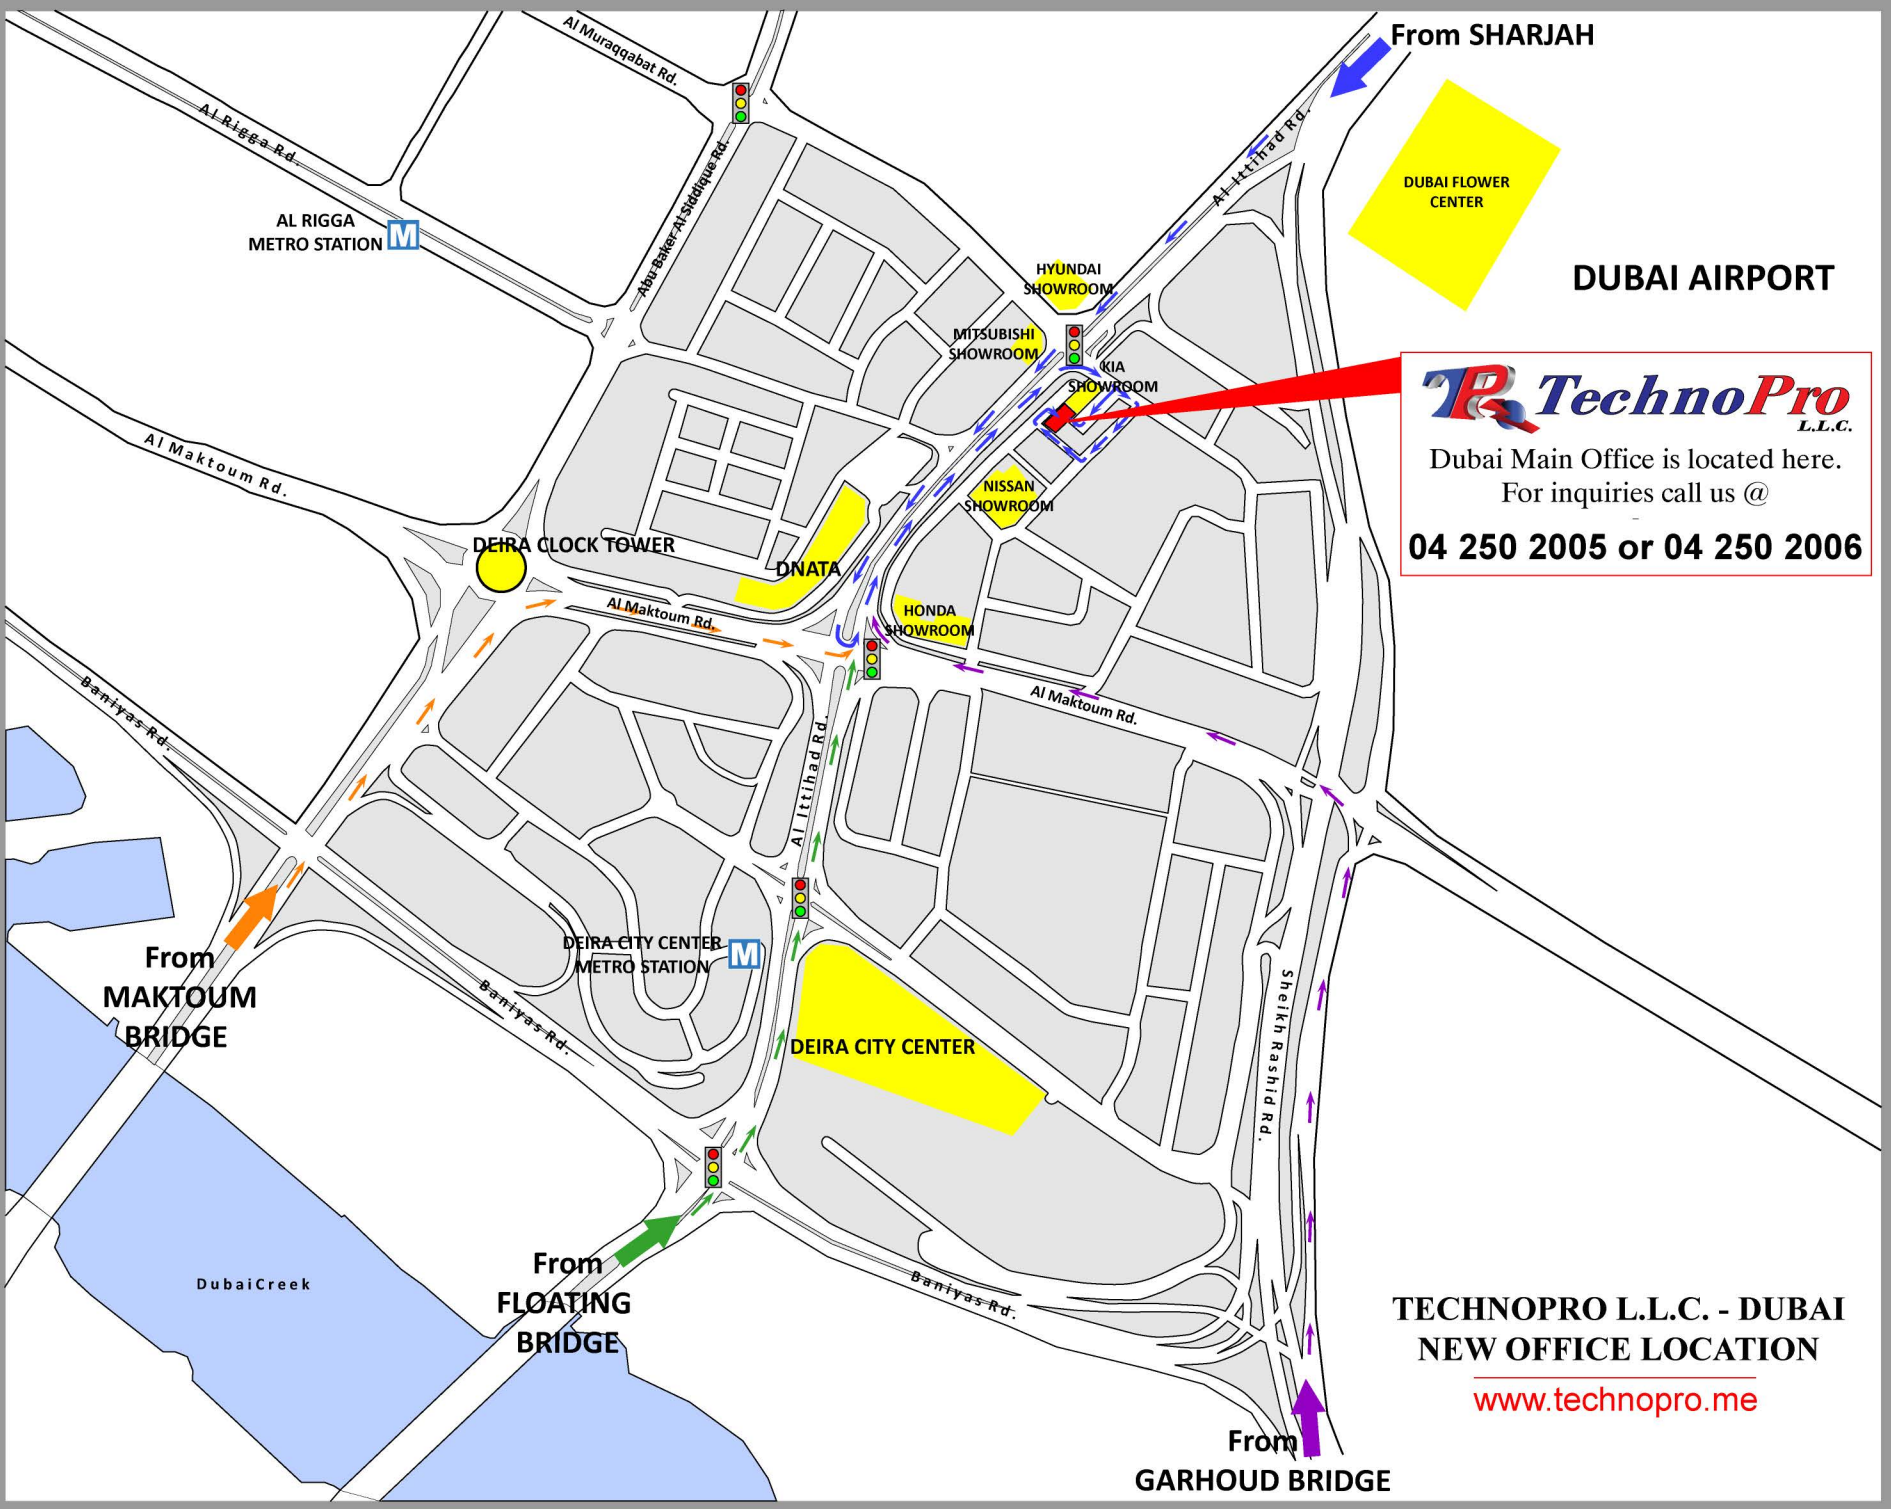 From SHARJAH
Al Muraqqabat Rd.
Al Rigga Rd.
Al Ittihad Rd.
Abu Baker Al Siddique Rd.
DUBAI FLOWER
CENTER
AL RIGGA
METRO STATION
M
DUBAI AIRPORT
HYUNDAI
SHOWROOM
MITSUBISHI
SHOWROOM
KIA
SHOWROOM
TechnoPro
L.L.C.
Dubai Main Office is located here.
For inquiries call us @
-
04 250 2005 or 04 250 2006
Al Maktoum Rd.
NISSAN
SHOWROOM
DEIRA CLOCK TOWER
DNATA
Al Maktoum Rd.
HONDA
SHOWROOM
Al Maktoum Rd.
Baniyas Rd.
Al Ittihad Rd.
DEIRA CITY CENTER
METRO STATION
M
From
MAKTOUM
BRIDGE
Baniyas Rd.
DEIRA CITY CENTER
Sheikh Rashid Rd.
From
FLOATING
BRIDGE
Dubai Creek
Baniyas Rd.
TECHNOPRO L.L.C. - DUBAI
NEW OFFICE LOCATION
www.technopro.me
From
GARHOUD BRIDGE